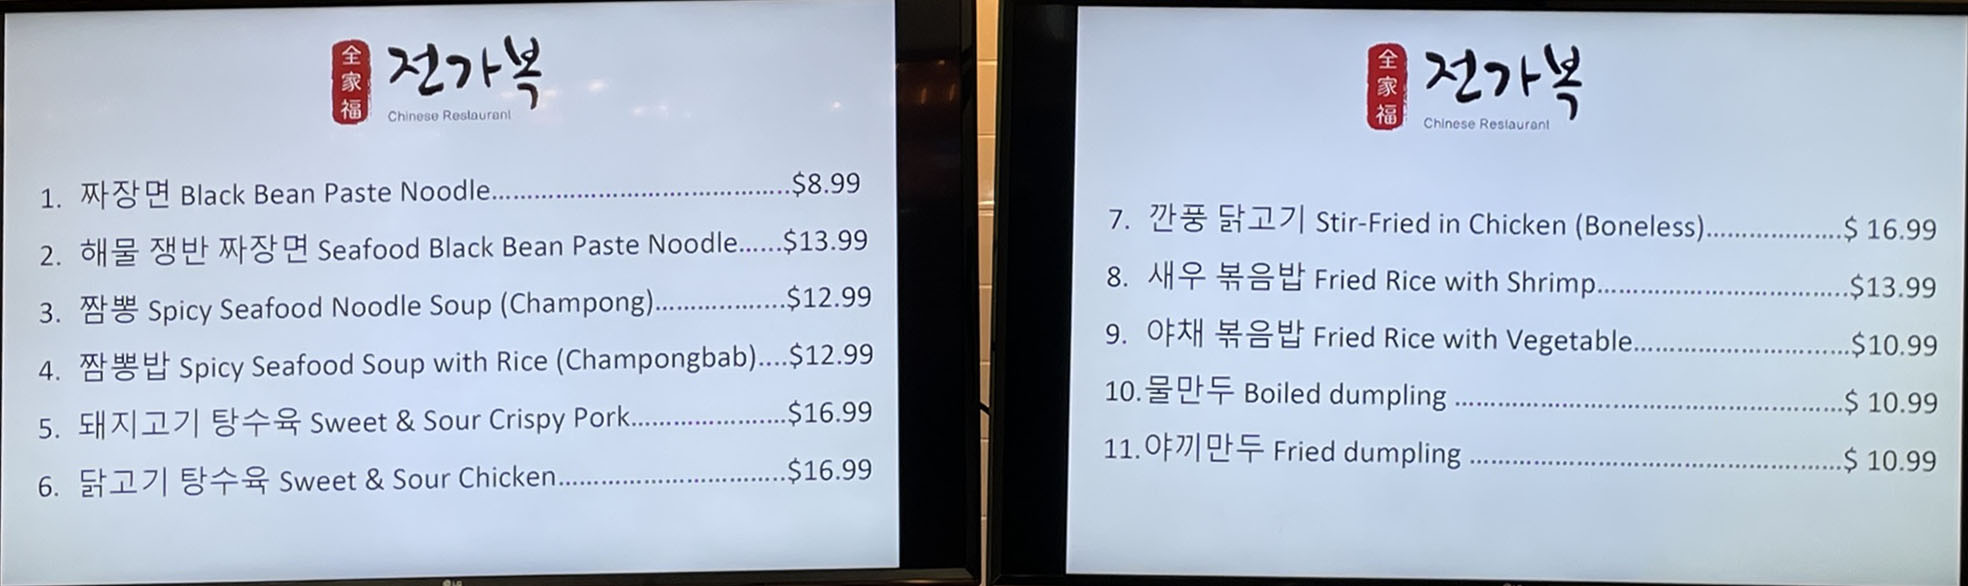 全家福 전가복
Chinese Restaurant
1. 짜장면 Black Bean Paste Noodle..........................................$8.99
2. 해물 쟁반 짜장면 Seafood Black Bean Paste Noodle......$13.99
3. 짬뽕 Spicy Seafood Noodle Soup (Champong)..................$12.99
4. 짬뽕밥 Spicy Seafood Soup with Rice (Champongbab)....$12.99
5. 돼지고기 탕수육 Sweet & Sour Crispy Pork......................$16.99
6. 닭고기 탕수육 Sweet & Sour Chicken................................$16.99
LG
全家福 전가복
Chinese Restaurant
7. 깐풍 닭고기 Stir-Fried in Chicken (Boneless)...................$ 16.99
8. 새우 볶음밥 Fried Rice with Shrimp...................................$13.99
9. 야채 볶음밥 Fried Rice with Vegetable..............................$10.99
10. 물만두 Boiled dumpling ......................................................$ 10.99
11. 야끼만두 Fried dumpling ....................................................$ 10.99